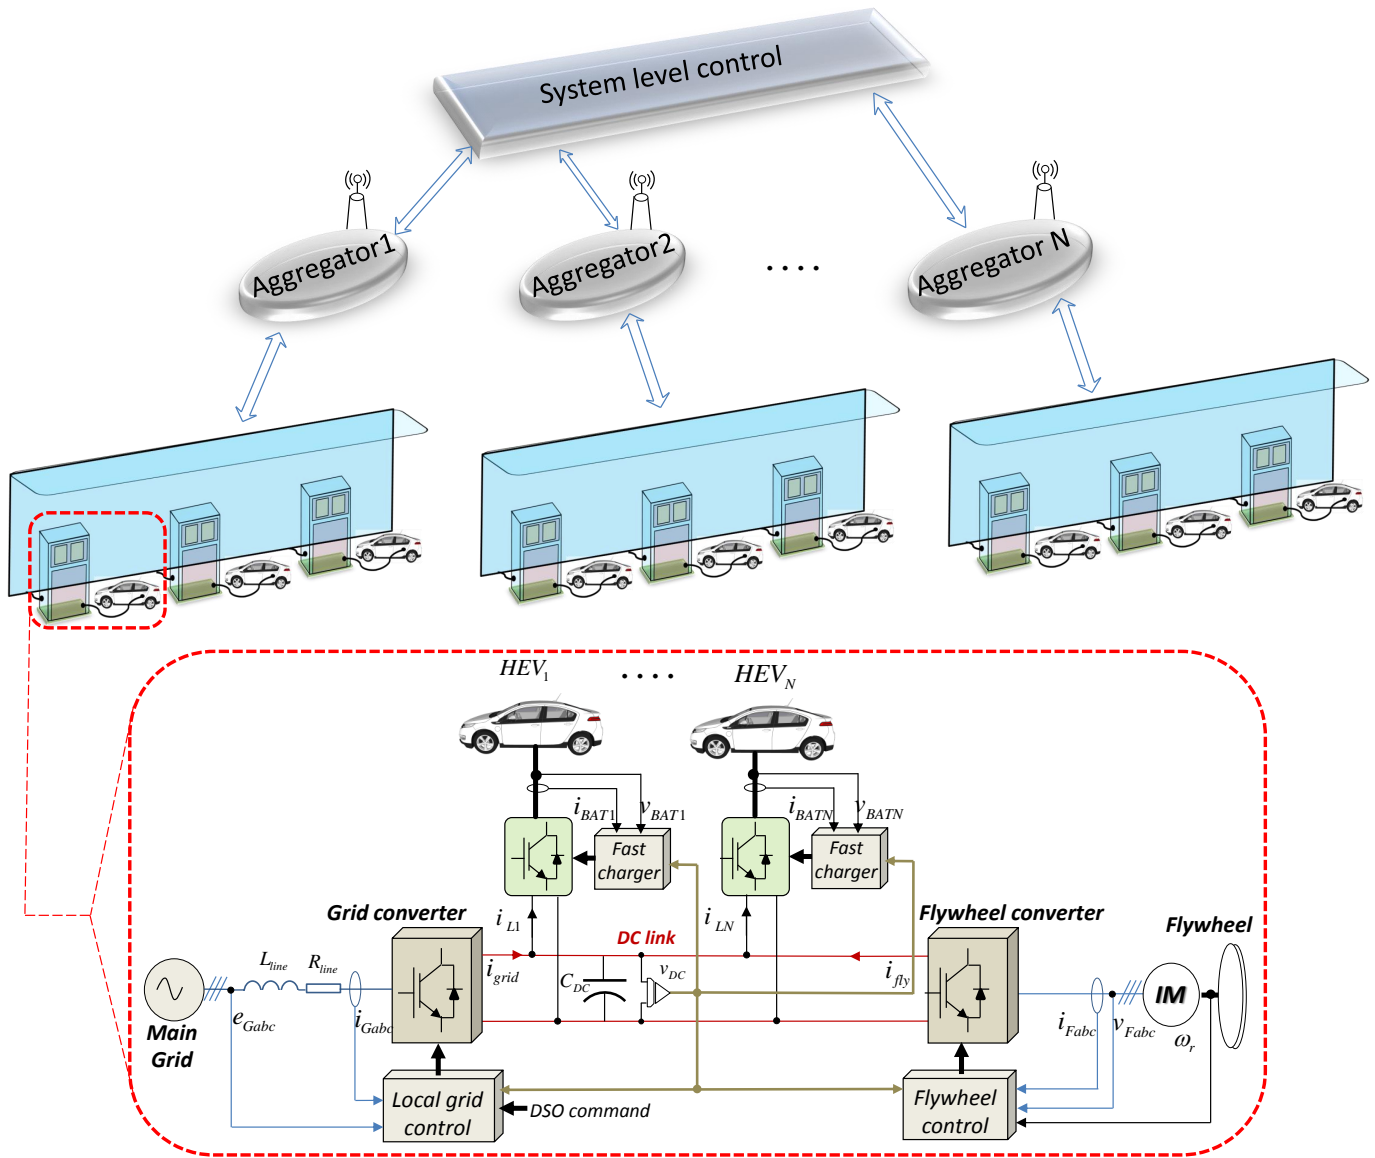 System level control
Aggregator1
Aggregator2
....
Aggregator N
HEV1
....
HEVN
iBAT1
vBAT1
iBATN
vBATN
Fast
charger
Fast
charger
Grid converter
iL1
iLN
Flywheel converter
Flywheel
DC link
Lline
Rline
igrid
CDC
vDC
ifly
IM
eGabc
iGabc
iFabc
vFabc
ωr
Main
Grid
Local grid
control
DSO command
Flywheel
control